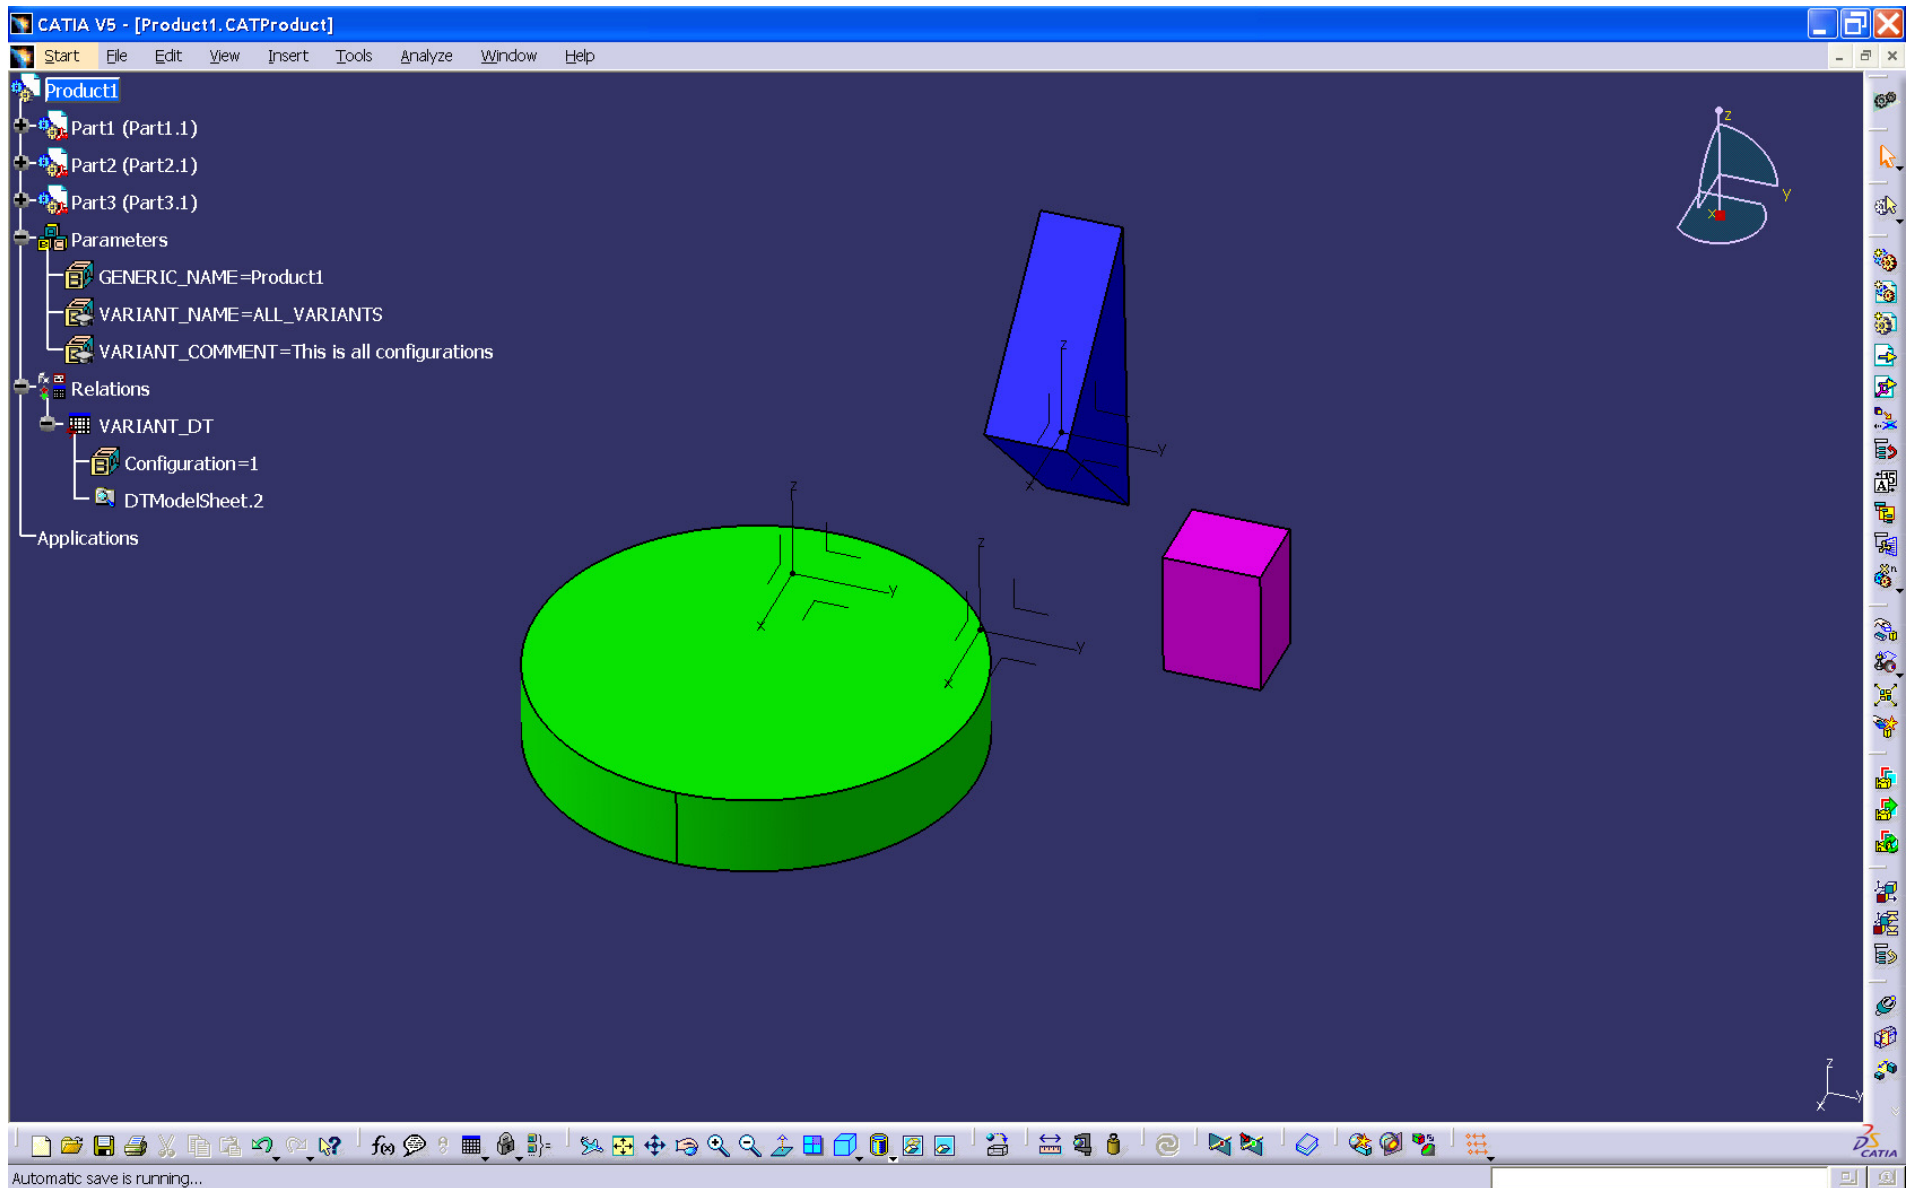 CATIA V5 - [Product1.CATProduct]
Start File Edit View Insert Tools Analyze Window Help
Product1
Part1 (Part1.1)
Part2 (Part2.1)
Part3 (Part3.1)
Parameters
GENERIC_NAME=Product1
VARIANT_NAME=ALL_VARIANTS
VARIANT_COMMENT=This is all configurations
Relations
VARIANT_DT
Configuration=1
DTModelSheet.2
Applications
z
y
x
z
y
x
z
y
x
z
y
x
z
y
x
f(x)
CATIA
Automatic save is running...